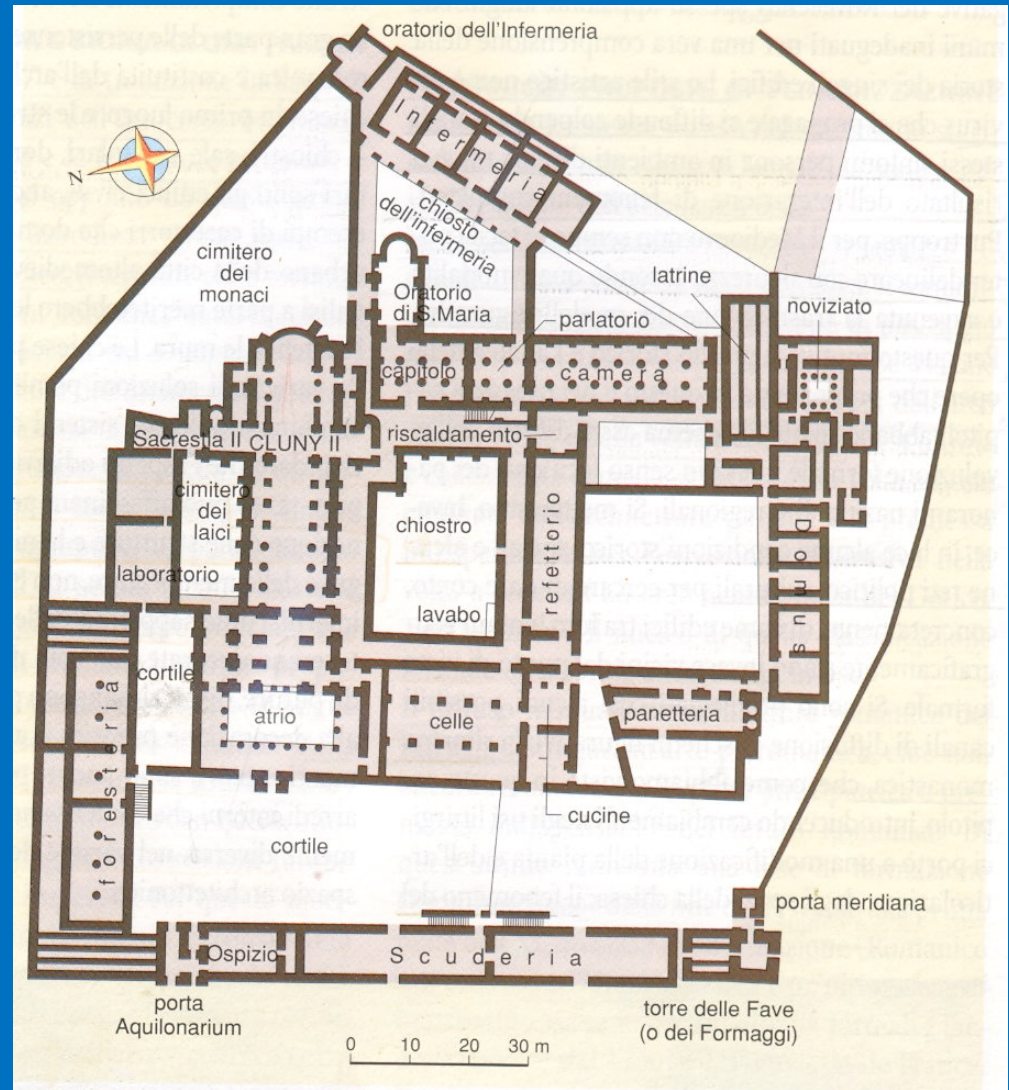 oratorio dell'Infermeria
Infermeria
N
chiosto
dell'infermeria
cimitero
dei
monaci
latrine
Oratorio
di S.Maria
Noviziato
parlatorio
capitolo
camera
riscaldamento
Sacrestia II CLUNY II
cimitero
dei
laici
chiostro
refettorio
Domus
laboratorio
lavabo
cortile
foresteria
atrio
celle
panetteria
cucine
cortile
porta meridiana
Ospizio
Scuderia
porta
Aquilonarium
torre delle Fave
(o dei Formaggi)
0 10 20 30 m